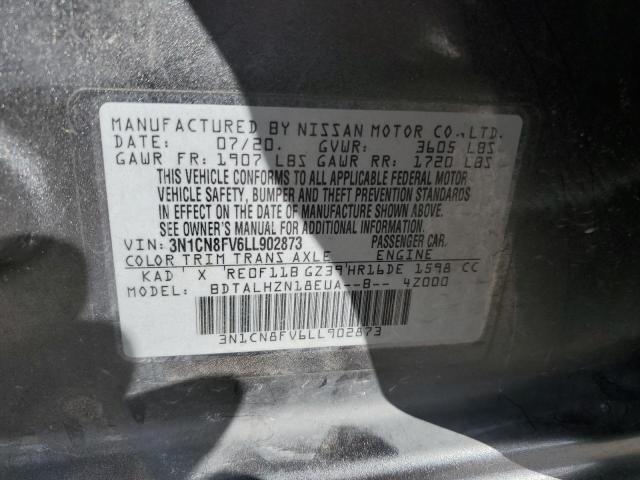 MANUFACTURED BY NISSAN MOTOR CO.,LTD.
DATE: 07/20. GVWR: 3605 LBS
GAWR FR: 1907 LBS GAWR RR: 1720 LBS
THIS VEHICLE CONFORMS TO ALL APPLICABLE FEDERAL MOTOR
VEHICLE SAFETY, BUMPER AND THEFT PREVENTION STANDARDS
IN EFFECT ON THE DATE OF MANUFACTURE SHOWN ABOVE.
SEE OWNER'S MANUAL FOR ADDITIONAL INFORMATION.
VIN: 3N1CN8FV6LL902873 PASSENGER CAR.
COLOR TRIM TRANS AXLE ENGINE
KAD X RE0F11B GZ39 HR16DE 1598 CC
MODEL: BDTALHZN18EUA--B-- 4Z000
3N1CN8FV6LL902873